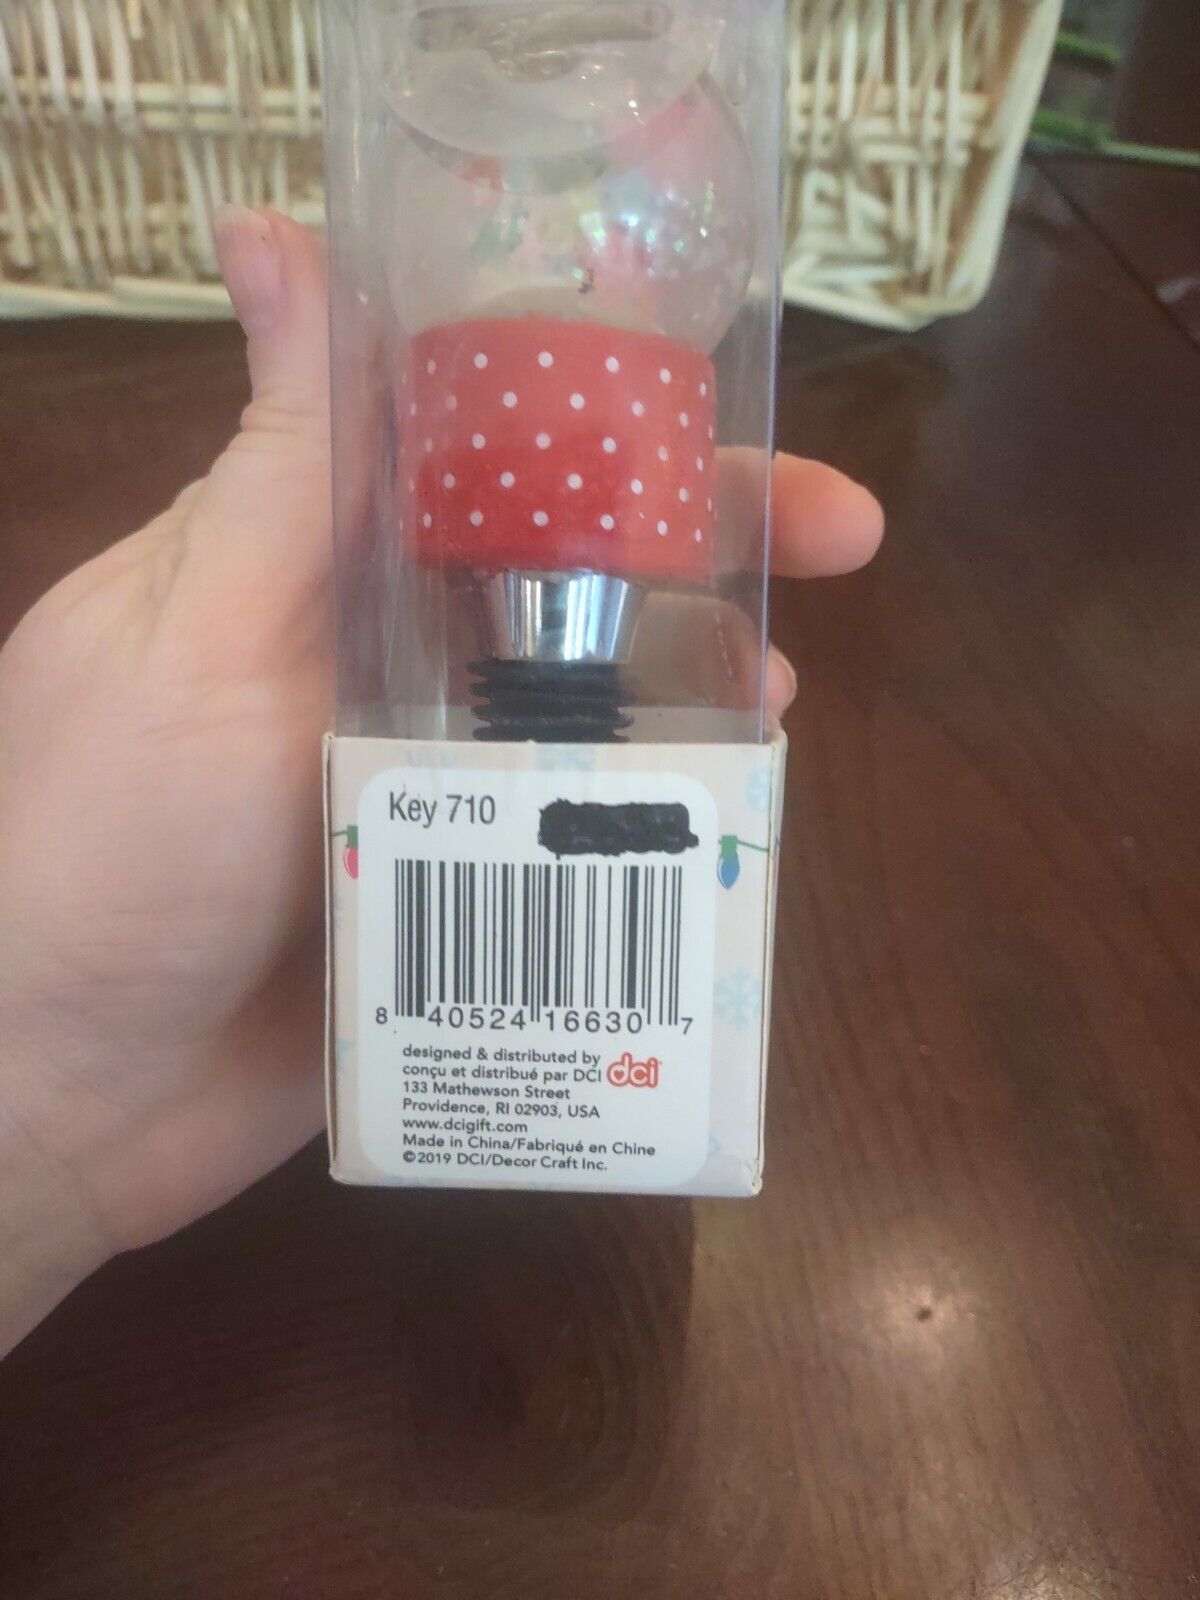 Key 710
8 40524 16630 7
designed & distributed by
conçu et distribué par DCI dci
133 Mathewson Street
Providence, RI 02903, USA
www.dcigift.com
Made in China/Fabriqué en Chine
©2019 DCI/Decor Craft Inc.